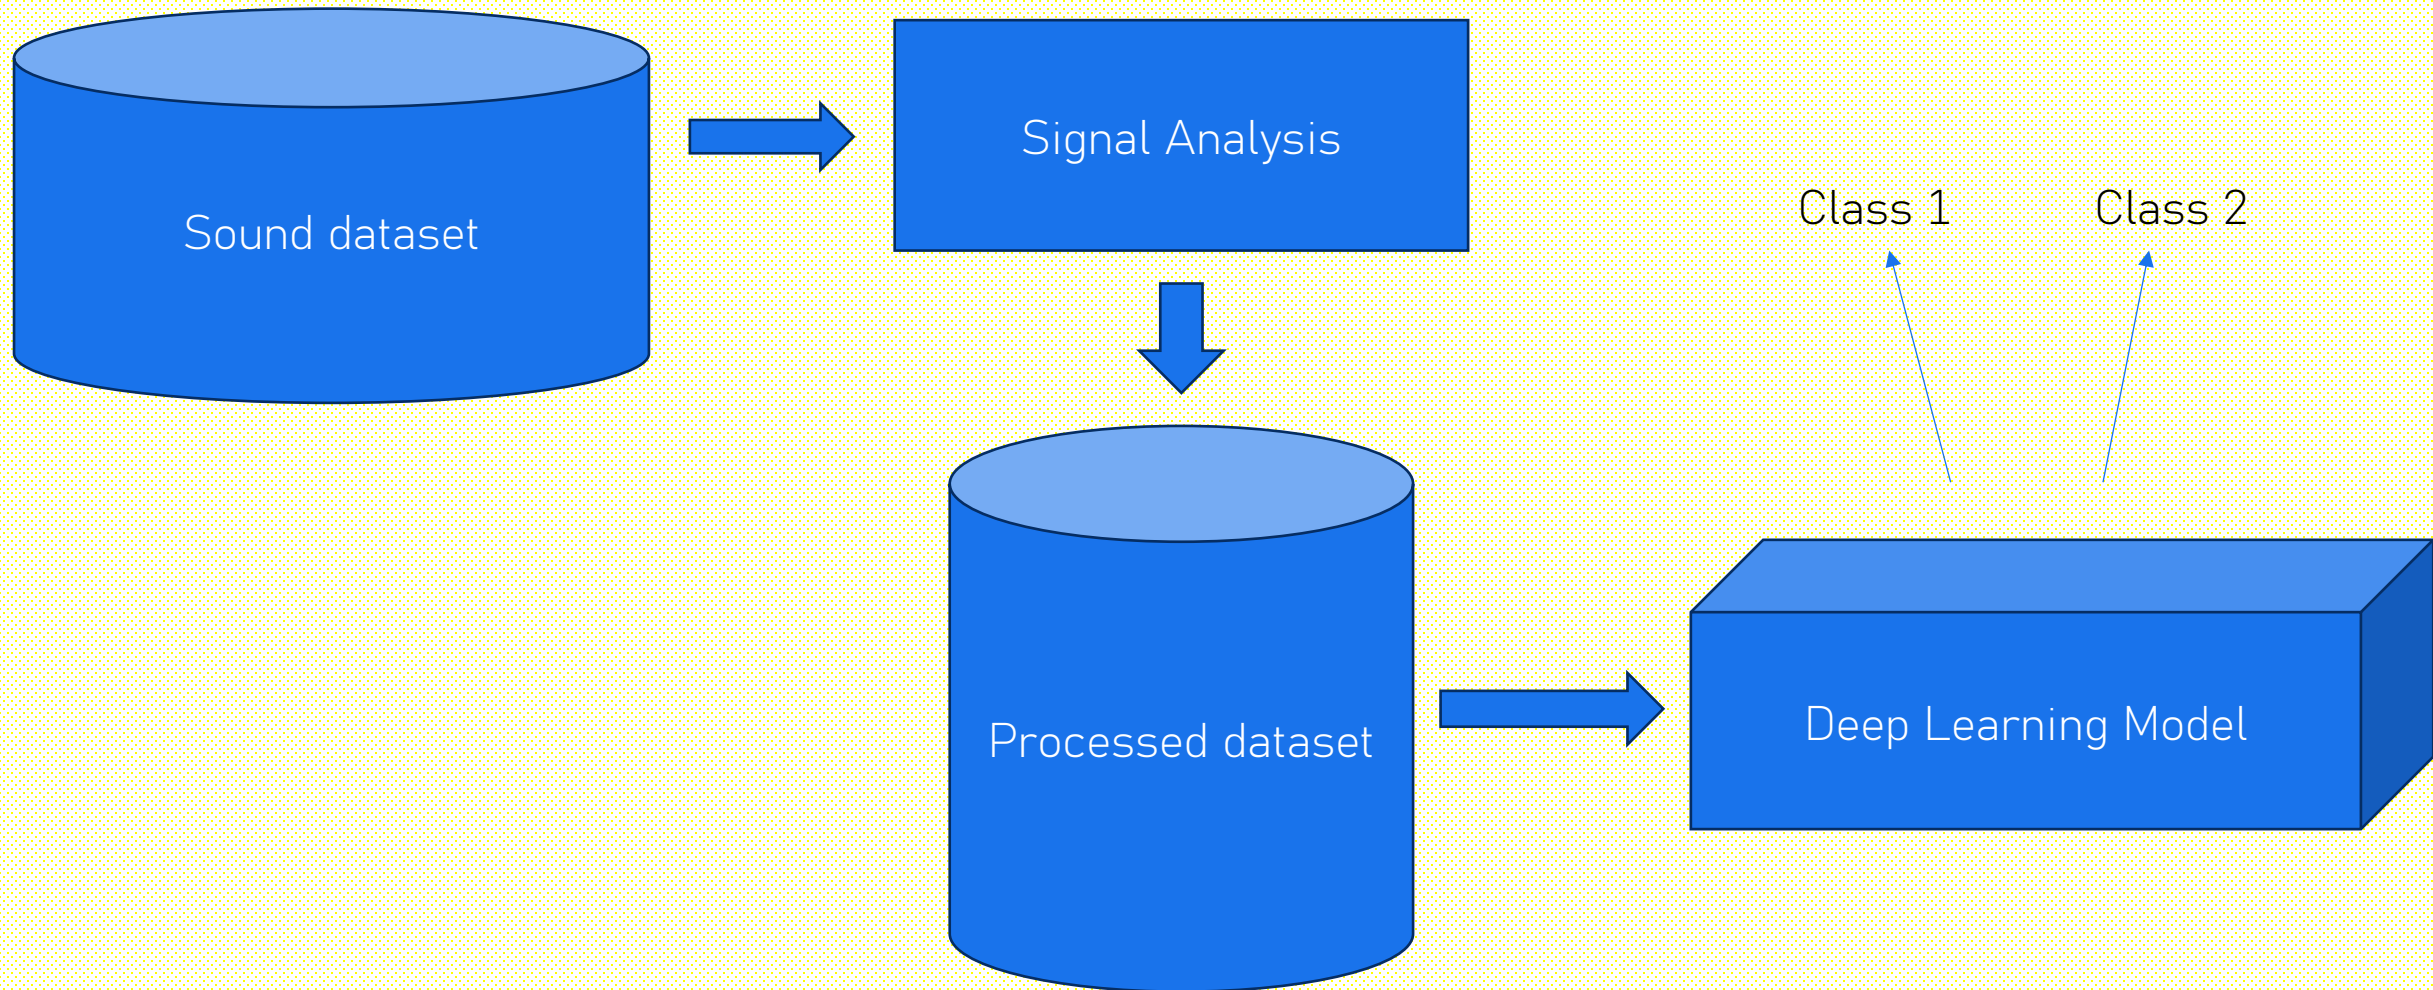 Sound dataset
Signal Analysis
Processed dataset
Deep Learning Model
Class 1
Class 2